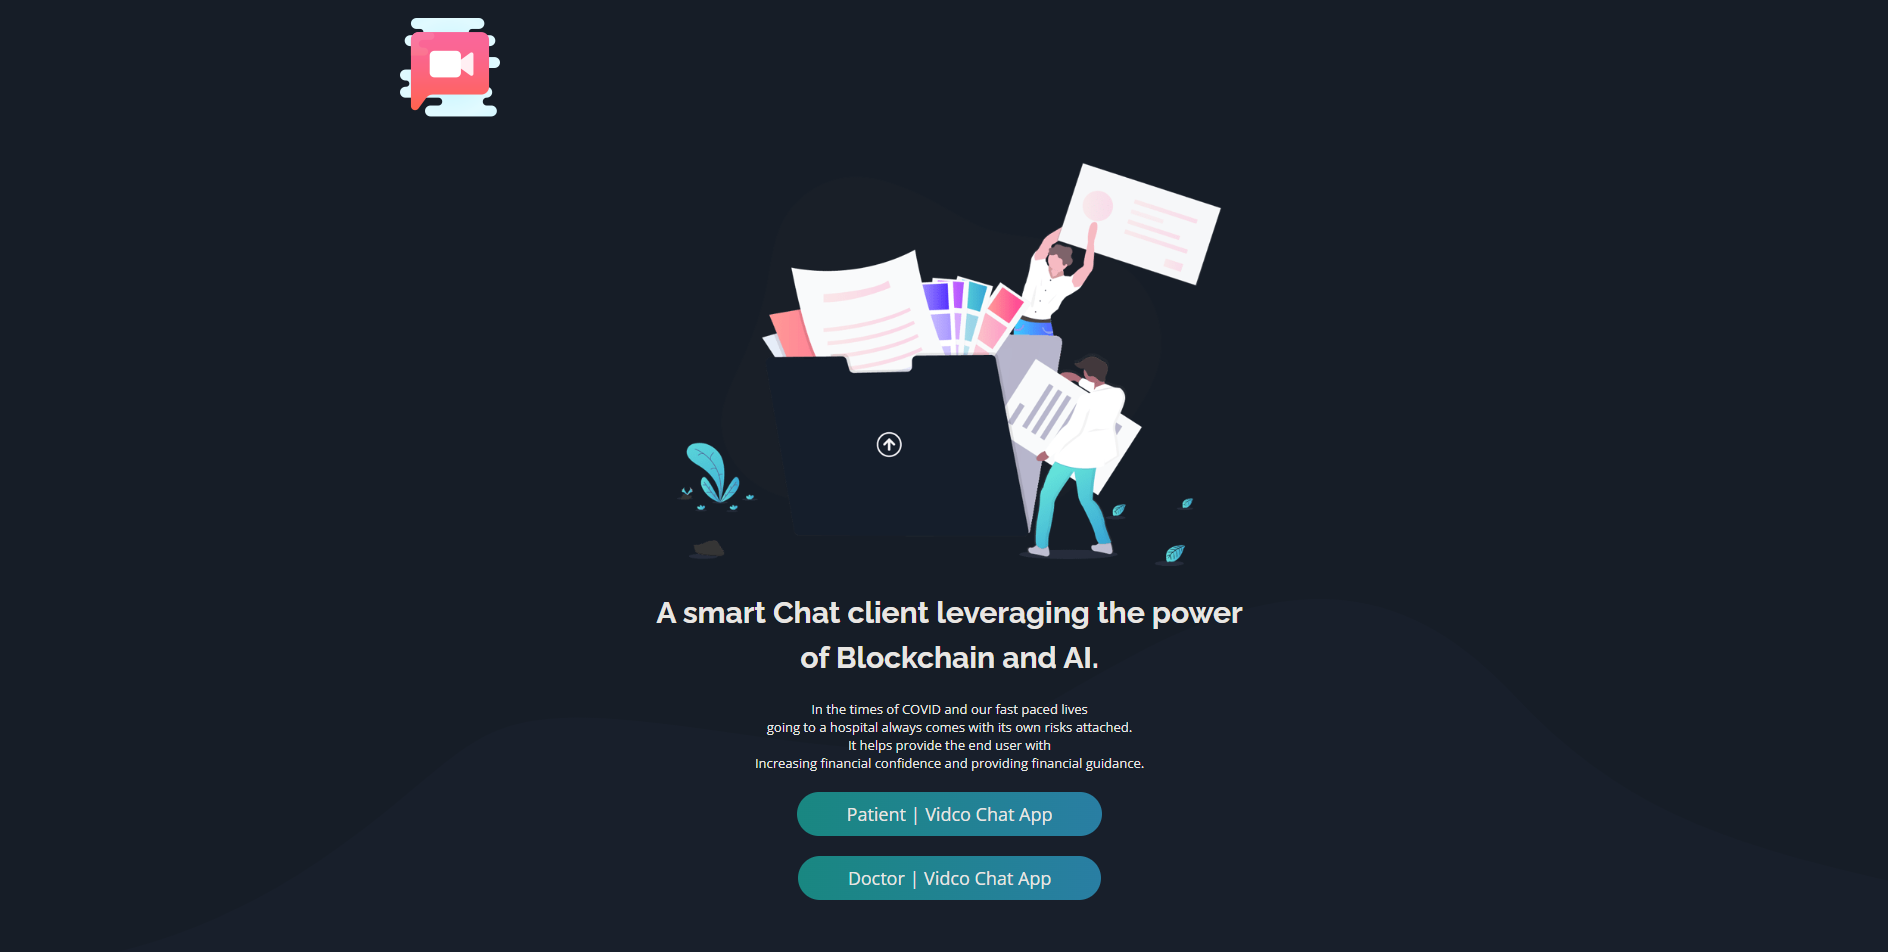 A smart Chat client leveraging the power
of Blockchain and AI.
In the times of COVID and our fast paced lives
going to a hospital always comes with its own risks attached.
It helps provide the end user with
Increasing financial confidence and providing financial guidance.
Patient | Vidco Chat App
Doctor | Vidco Chat App